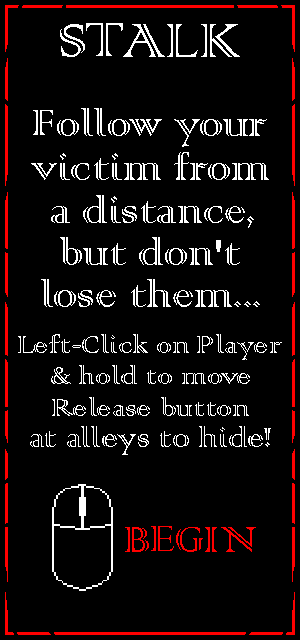 STALK
Follow your
victim from
a distance,
but don't
lose them...
Left-Click on Player
& hold to move
Release button
at alleys to hide!
BEGIN